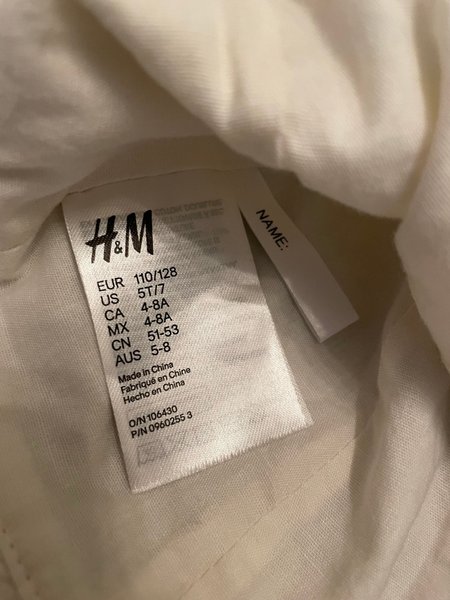 H&M
EUR 110/128
US 5T/7
CA 4-8A
MX 4-8A
CN 51-53
AUS 5-8
Made in China
Fabriqué en Chine
Hecho en China
O/N 106430
P/N 0960255 3
NAME: